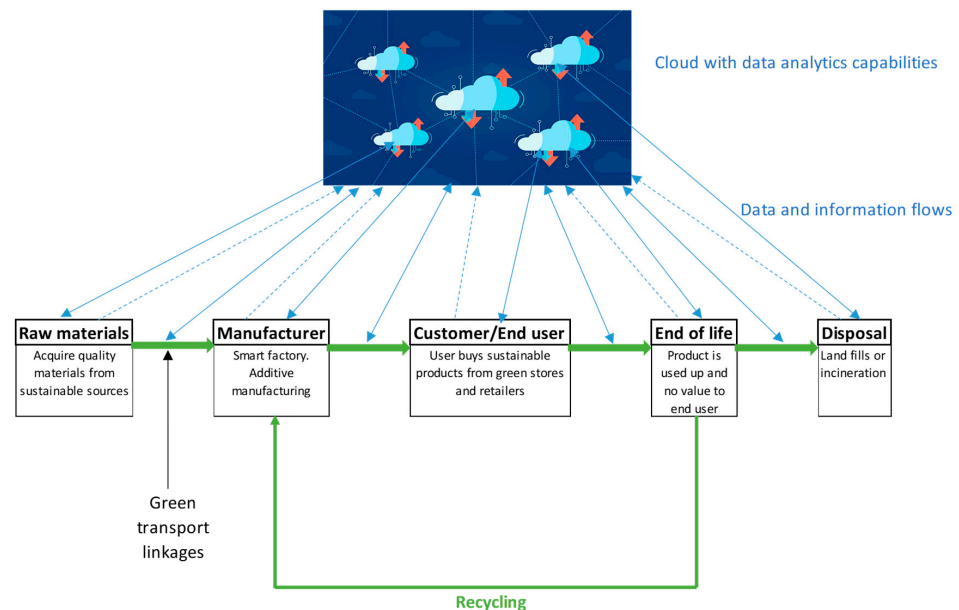 Cloud with data analytics capabilities
Data and information flows
Raw materials
Acquire quality
materials from
sustainable sources
Manufacturer
Smart factory.
Additive
manufacturing
Customer/End user
User buys sustainable
products from green stores
and retailers
End of life
Product is
used up and
no value to
end user
Disposal
Land fills or
incineration
Green
transport
linkages
Recycling